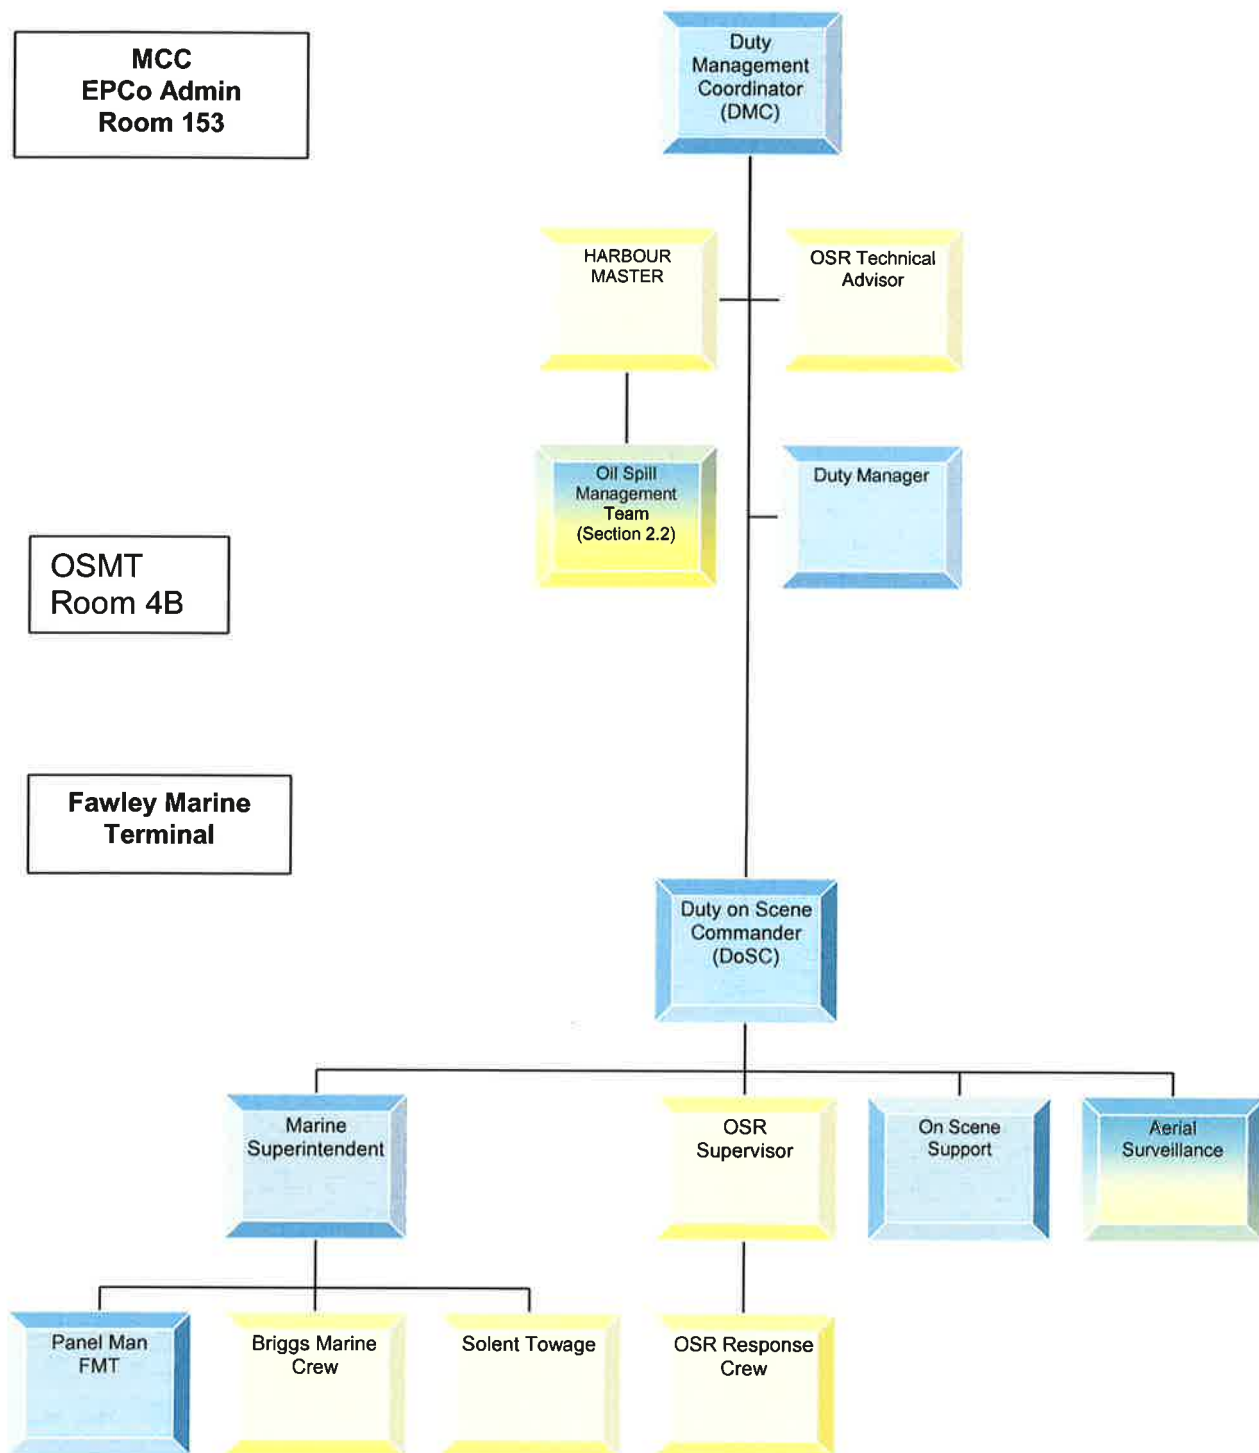 MCC
EPCo Admin
Room 153
Duty
Management
Coordinator
(DMC)
HARBOUR
MASTER
OSR Technical
Advisor
Oil Spill
Management
Team
(Section 2.2)
Duty Manager
OSMT
Room 4B
Fawley Marine
Terminal
Duty on Scene
Commander
(DoSC)
Marine
Superintendent
OSR
Supervisor
On Scene
Support
Aerial
Surveillance
Panel Man
FMT
Briggs Marine
Crew
Solent Towage
OSR Response
Crew